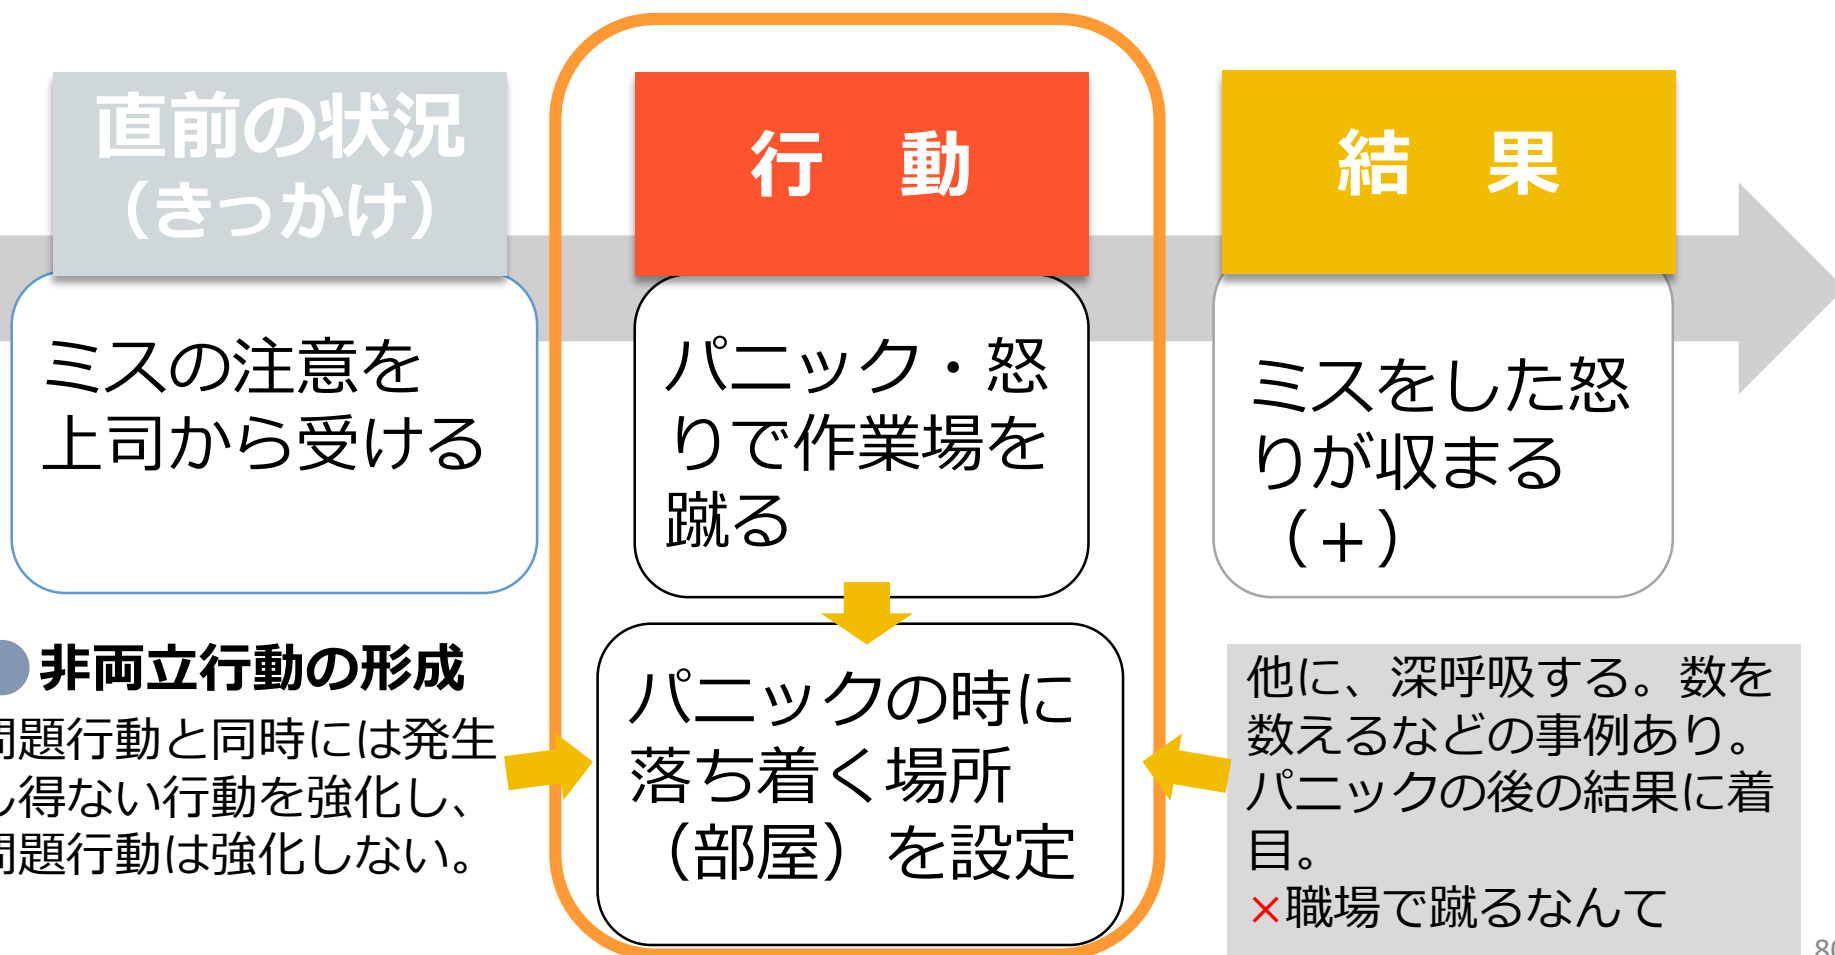 直前の状況
（きっかけ）
行　動
結　果
ミスの注意を
上司から受ける
パニック・怒
りで作業場を
蹴る
ミスをした怒
りが収まる
（+）
非両立行動の形成
問題行動と同時には発生
し得ない行動を強化し、
問題行動は強化しない。
パニックの時に
落ち着く場所
（部屋）を設定
他に、深呼吸する。数を
数えるなどの事例あり。
パニックの後の結果に着
目。
×職場で蹴るなんて
80